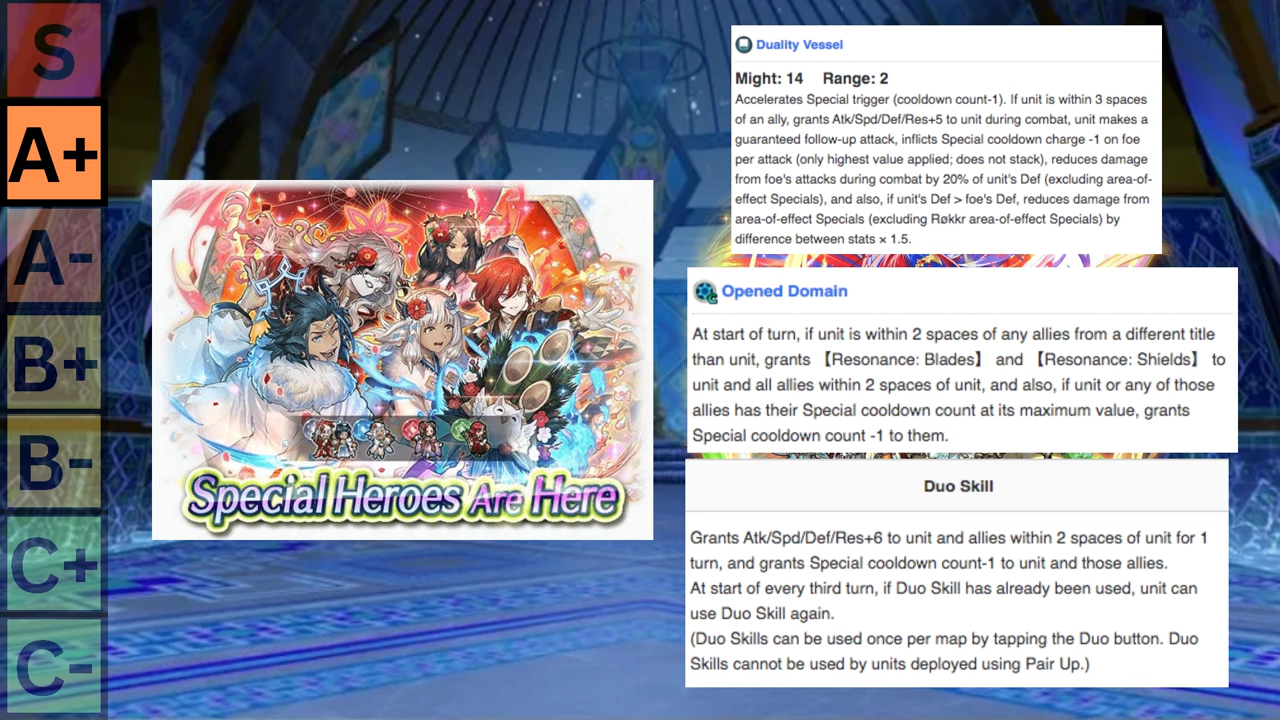 S
A+
A-
B+
B-
C+
C-
Special Heroes Are Here
Duality Vessel
Might: 14 Range: 2
Accelerates Special trigger (cooldown count-1). If unit is within 3 spaces
of an ally, grants Atk/Spd/Def/Res+5 to unit during combat, unit makes a
guaranteed follow-up attack, inflicts Special cooldown charge -1 on foe
per attack (only highest value applied; does not stack), reduces damage
from foe's attacks during combat by 20% of unit's Def (excluding area-of-
effect Specials), and also, if unit's Def > foe's Def, reduces damage from
area-of-effect Specials (excluding Røkkr area-of-effect Specials) by
difference between stats × 1.5.
Opened Domain
At start of turn, if unit is within 2 spaces of any allies from a different title
than unit, grants 【Resonance: Blades】 and 【Resonance: Shields】 to
unit and all allies within 2 spaces of unit, and also, if unit or any of those
allies has their Special cooldown count at its maximum value, grants
Special cooldown count -1 to them.
Duo Skill
Grants Atk/Spd/Def/Res+6 to unit and allies within 2 spaces of unit for 1
turn, and grants Special cooldown count-1 to unit and those allies.
At start of every third turn, if Duo Skill has already been used, unit can
use Duo Skill again.
(Duo Skills can be used once per map by tapping the Duo button. Duo
Skills cannot be used by units deployed using Pair Up.)